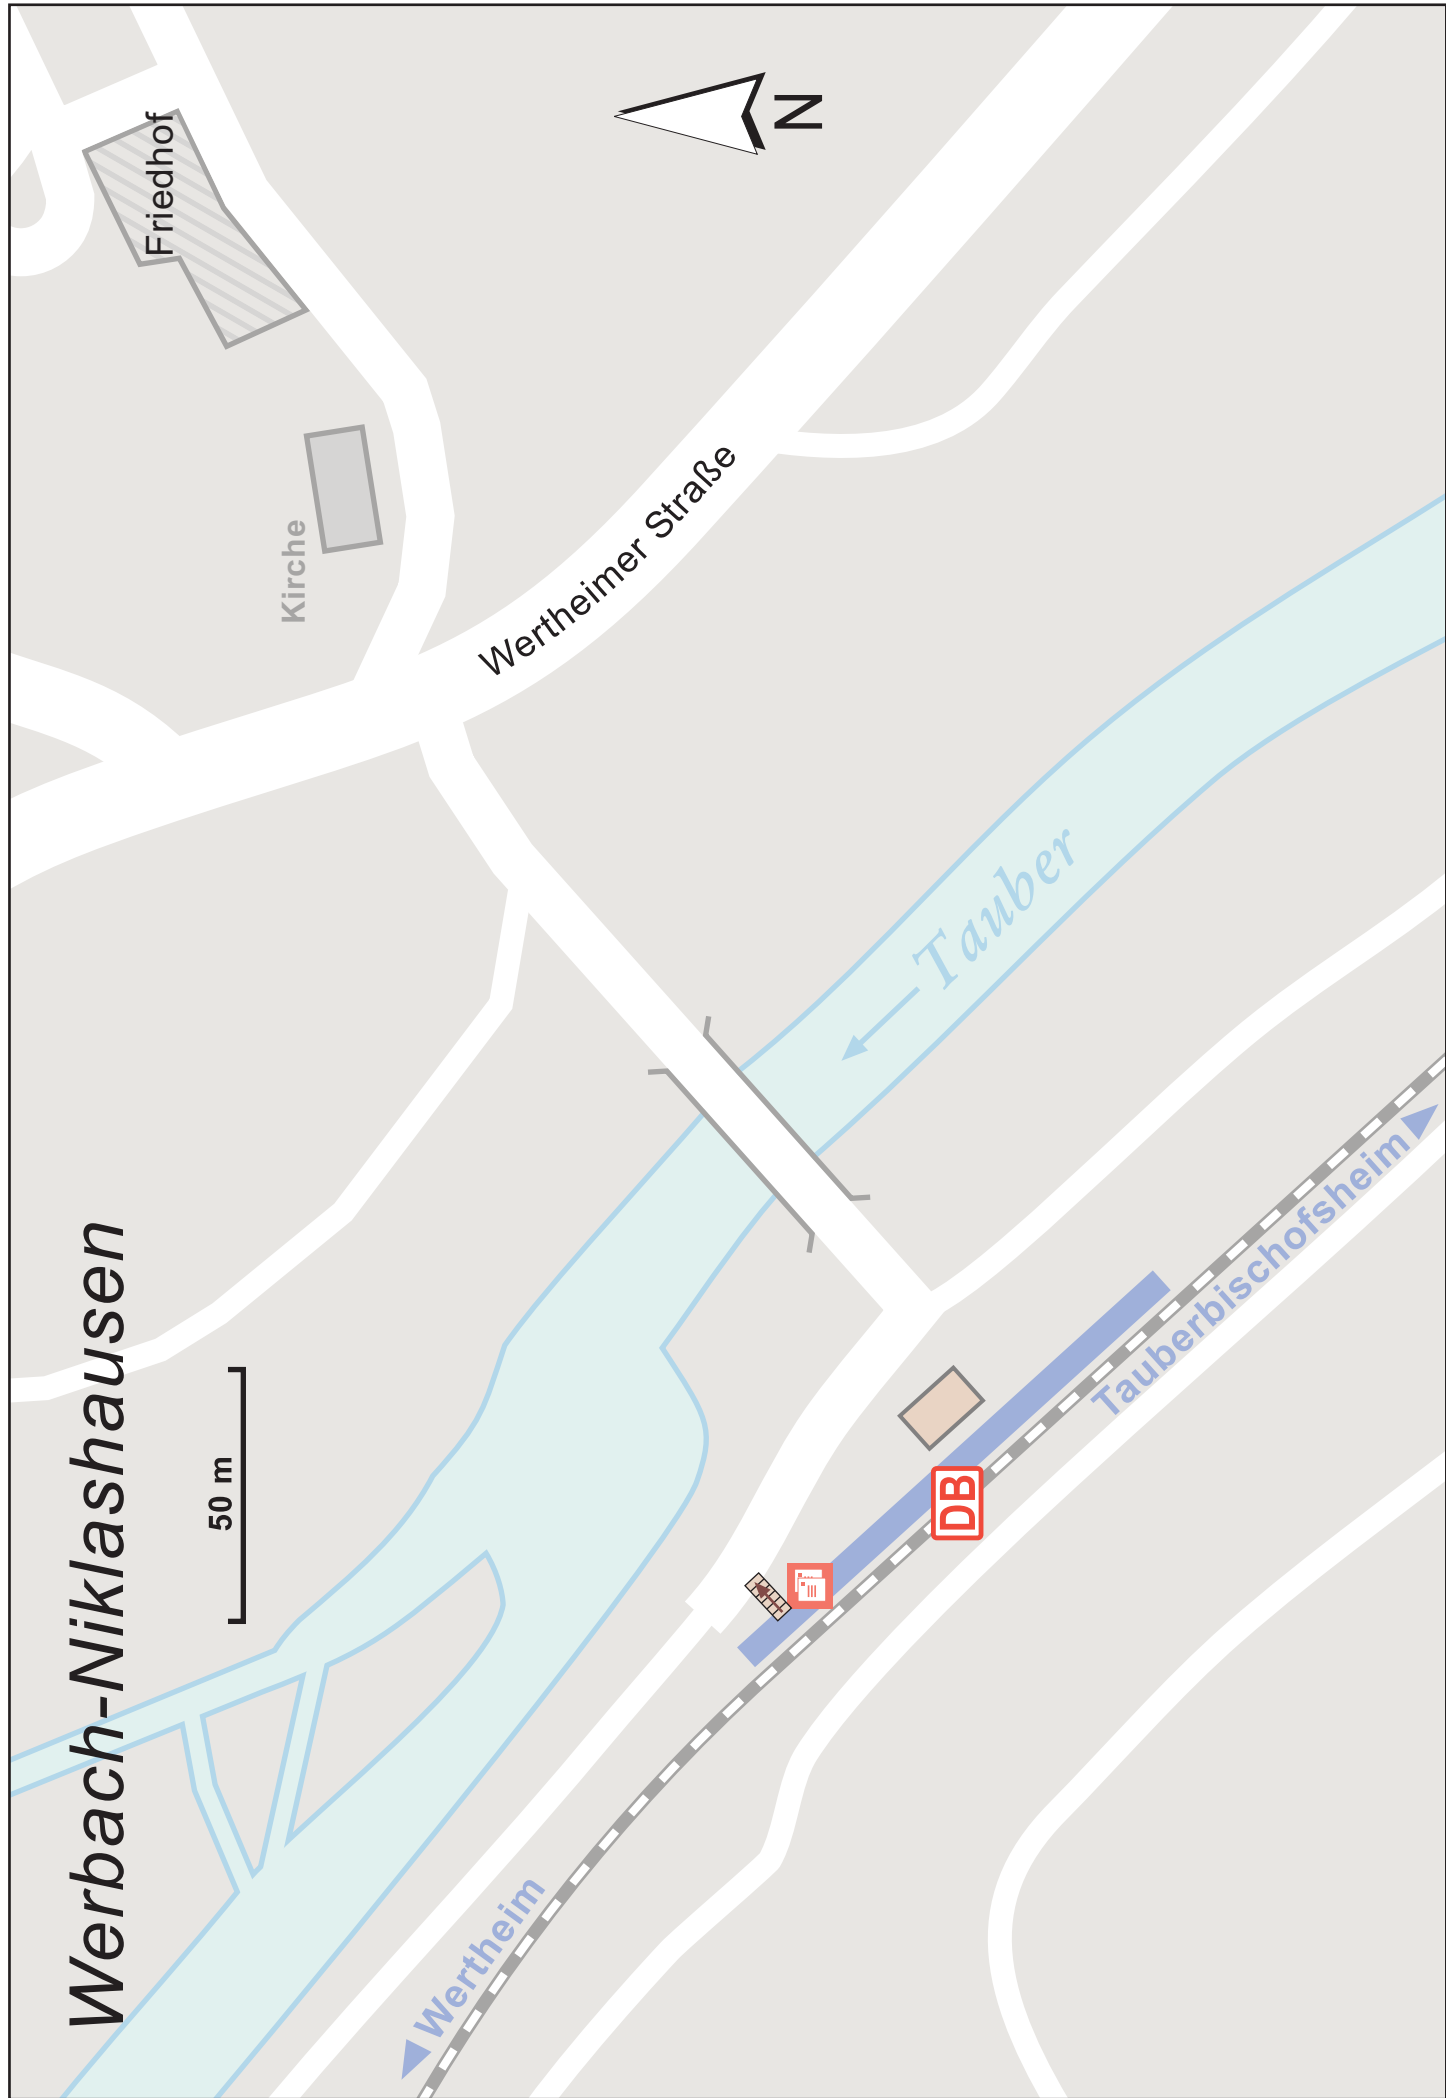 Werbach-Niklashausen
50 m
Friedhof
Kirche
Wertheimer Straße
N
Tauber
Wertheim
DB
Tauberbischofsheim